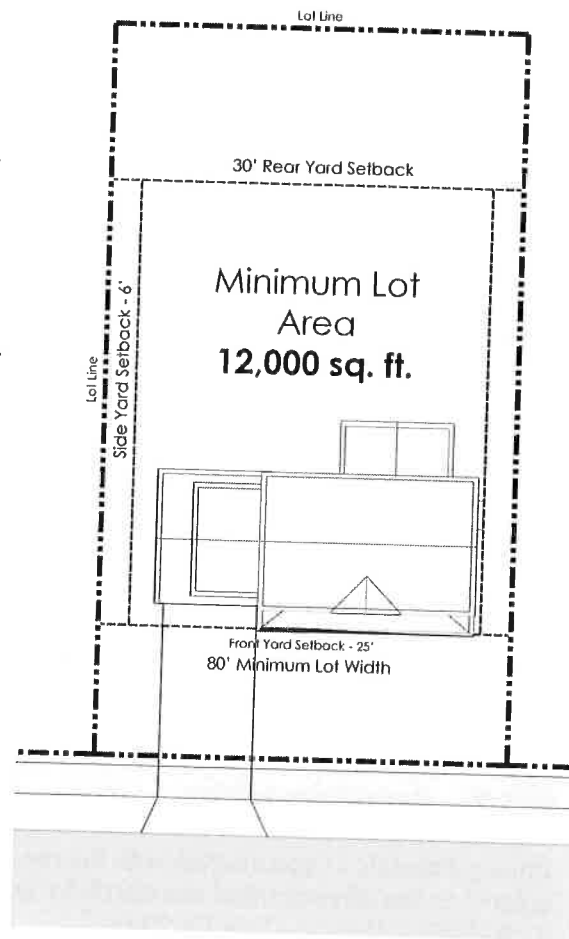 Lot Line
30' Rear Yard Setback
Minimum Lot
Area
12,000 sq. ft.
Side Yard Setback - 6'
Lot Line
Front Yard Setback - 25'
80' Minimum Lot Width